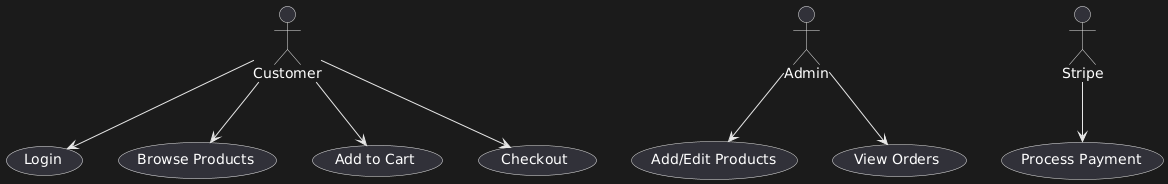 Customer
Admin
Stripe
Login
Browse Products
Add to Cart
Checkout
Add/Edit Products
View Orders
Process Payment